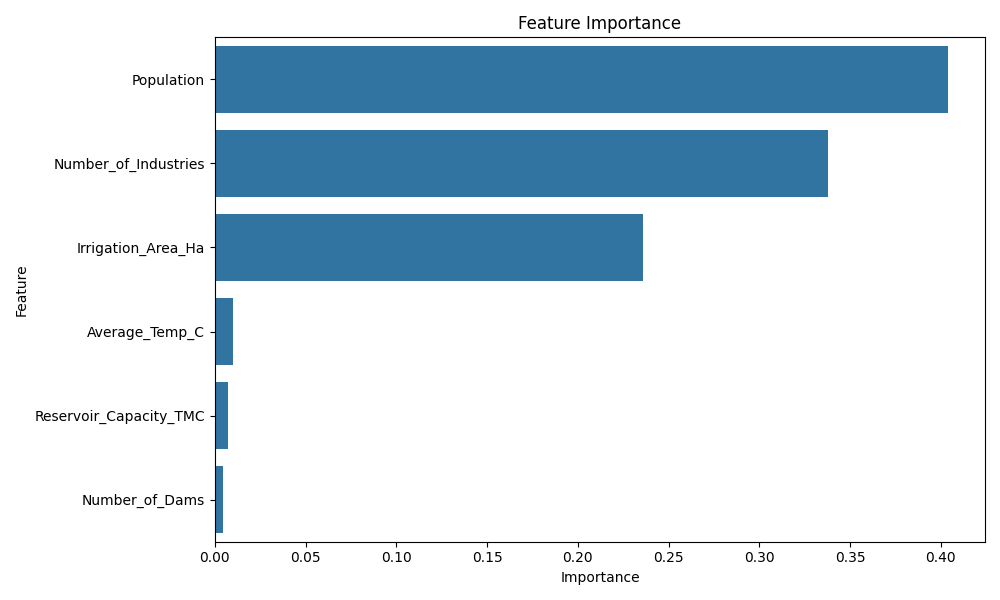 Feature Importance
Population
Number_of_Industries
Irrigation_Area_Ha
Average_Temp_C
Reservoir_Capacity_TMC
Number_of_Dams
Feature
0.00 0.05 0.10 0.15 0.20 0.25 0.30 0.35 0.40
Importance